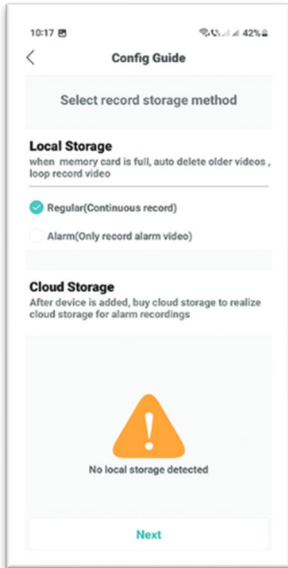 10:17 42%
Config Guide
Select record storage method
Local Storage
when memory card is full, auto delete older videos ,
loop record video
Regular(Continuous record)
Alarm(Only record alarm video)
Cloud Storage
After device is added, buy cloud storage to realize
cloud storage for alarm recordings
No local storage detected
Next